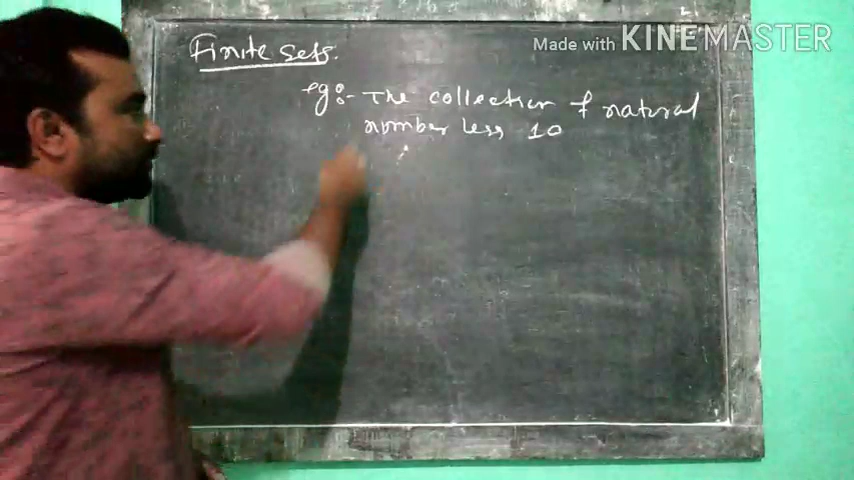 Finite sets.
Made with KINEMASTER
eg:- The collection of natural
number less 10